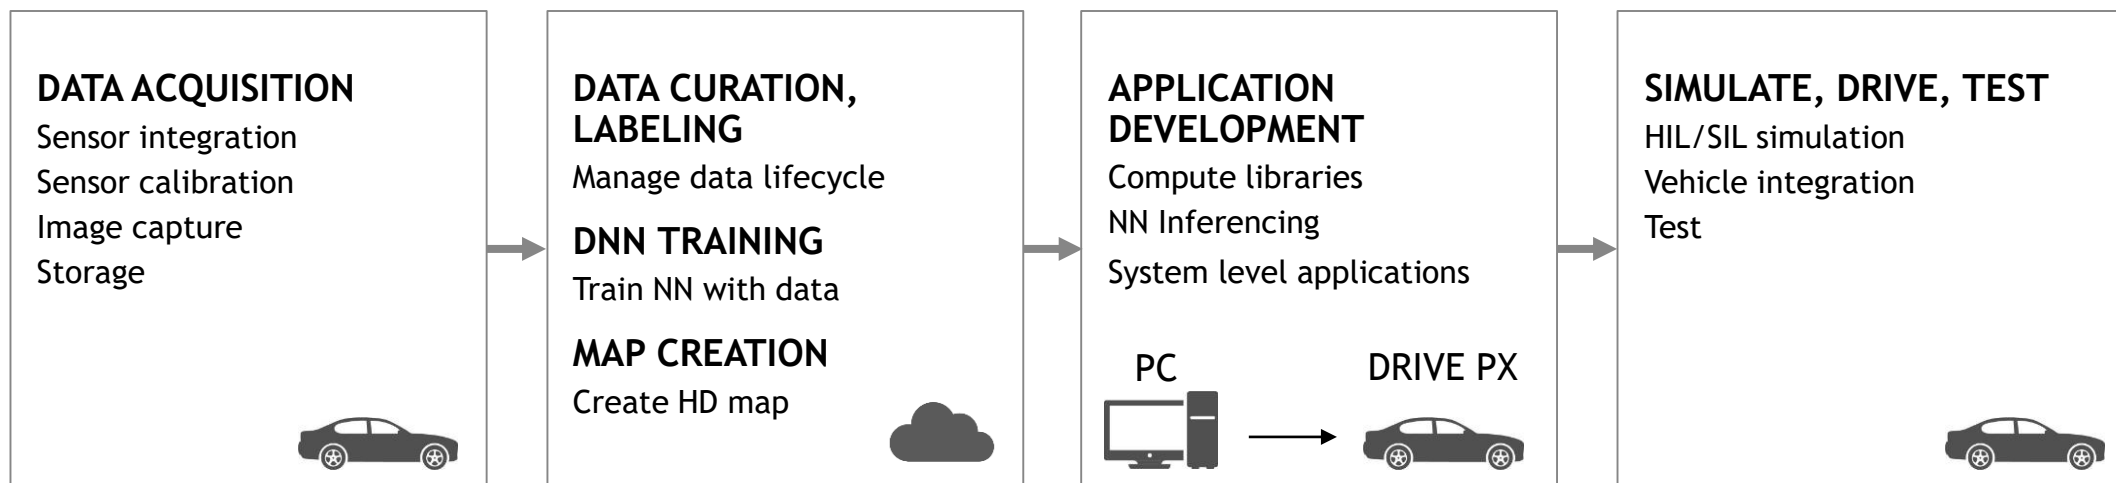 DATA ACQUISITION
Sensor integration
Sensor calibration
Image capture
Storage
DATA CURATION,
LABELING
Manage data lifecycle
DNN TRAINING
Train NN with data
MAP CREATION
Create HD map
APPLICATION
DEVELOPMENT
Compute libraries
NN Inferencing
System level applications
PC
DRIVE PX
SIMULATE, DRIVE, TEST
HIL/SIL simulation
Vehicle integration
Test